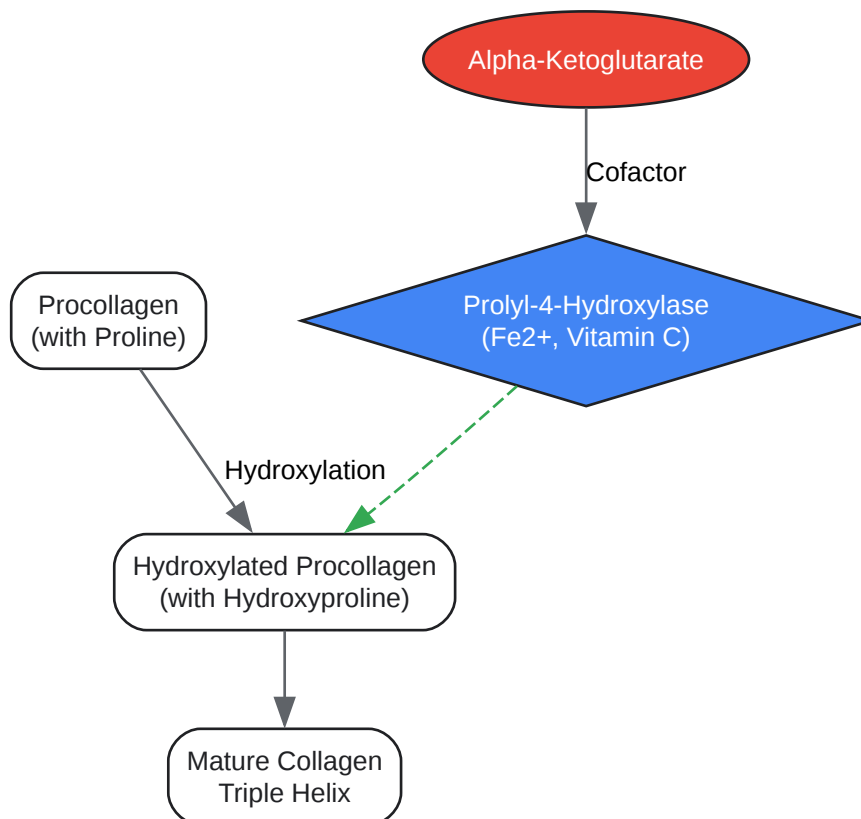 Alpha-Ketoglutarate
Cofactor
Procollagen
(with Proline)
Prolyl-4-Hydroxylase
(Fe2+, Vitamin C)
Hydroxylation
Hydroxylated Procollagen
(with Hydroxyproline)
Mature Collagen
Triple Helix